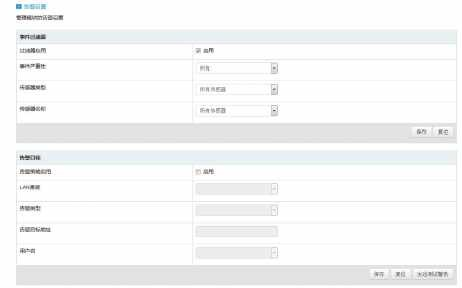 告警设置
管理规则的告警设置
事件过滤器
过滤器启用
启用
事件严重性
所有
传感器类型
所有传感器
传感器名称
所有传感器
保存 复位
告警目标
告警策略启用
启用
LAN通道
告警类型
告警目标地址
用户名
保存 复位 发送测试警告